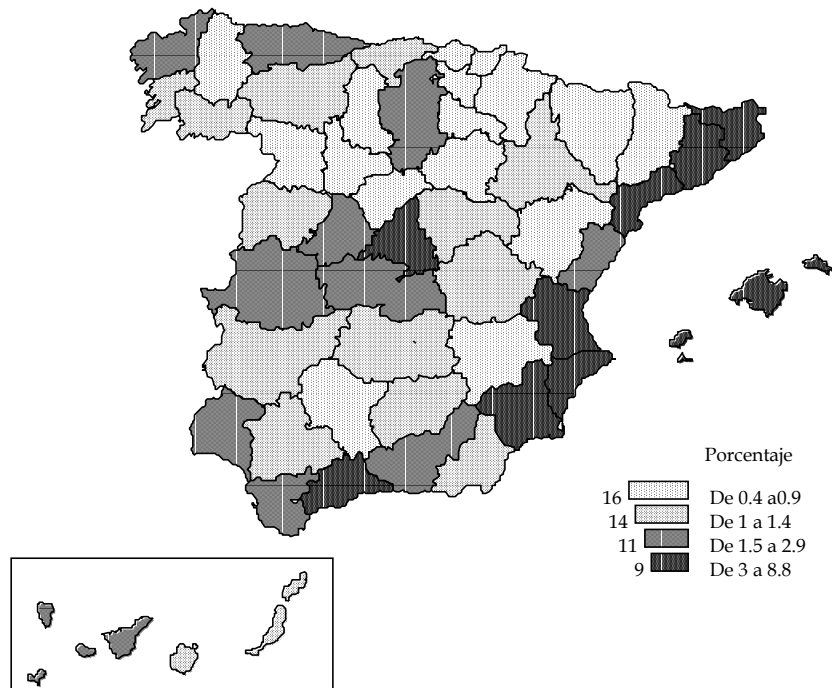 Porcentaje
16 De 0.4 a0.9
14 De 1 a 1.4
11 De 1.5 a 2.9
9 De 3 a 8.8